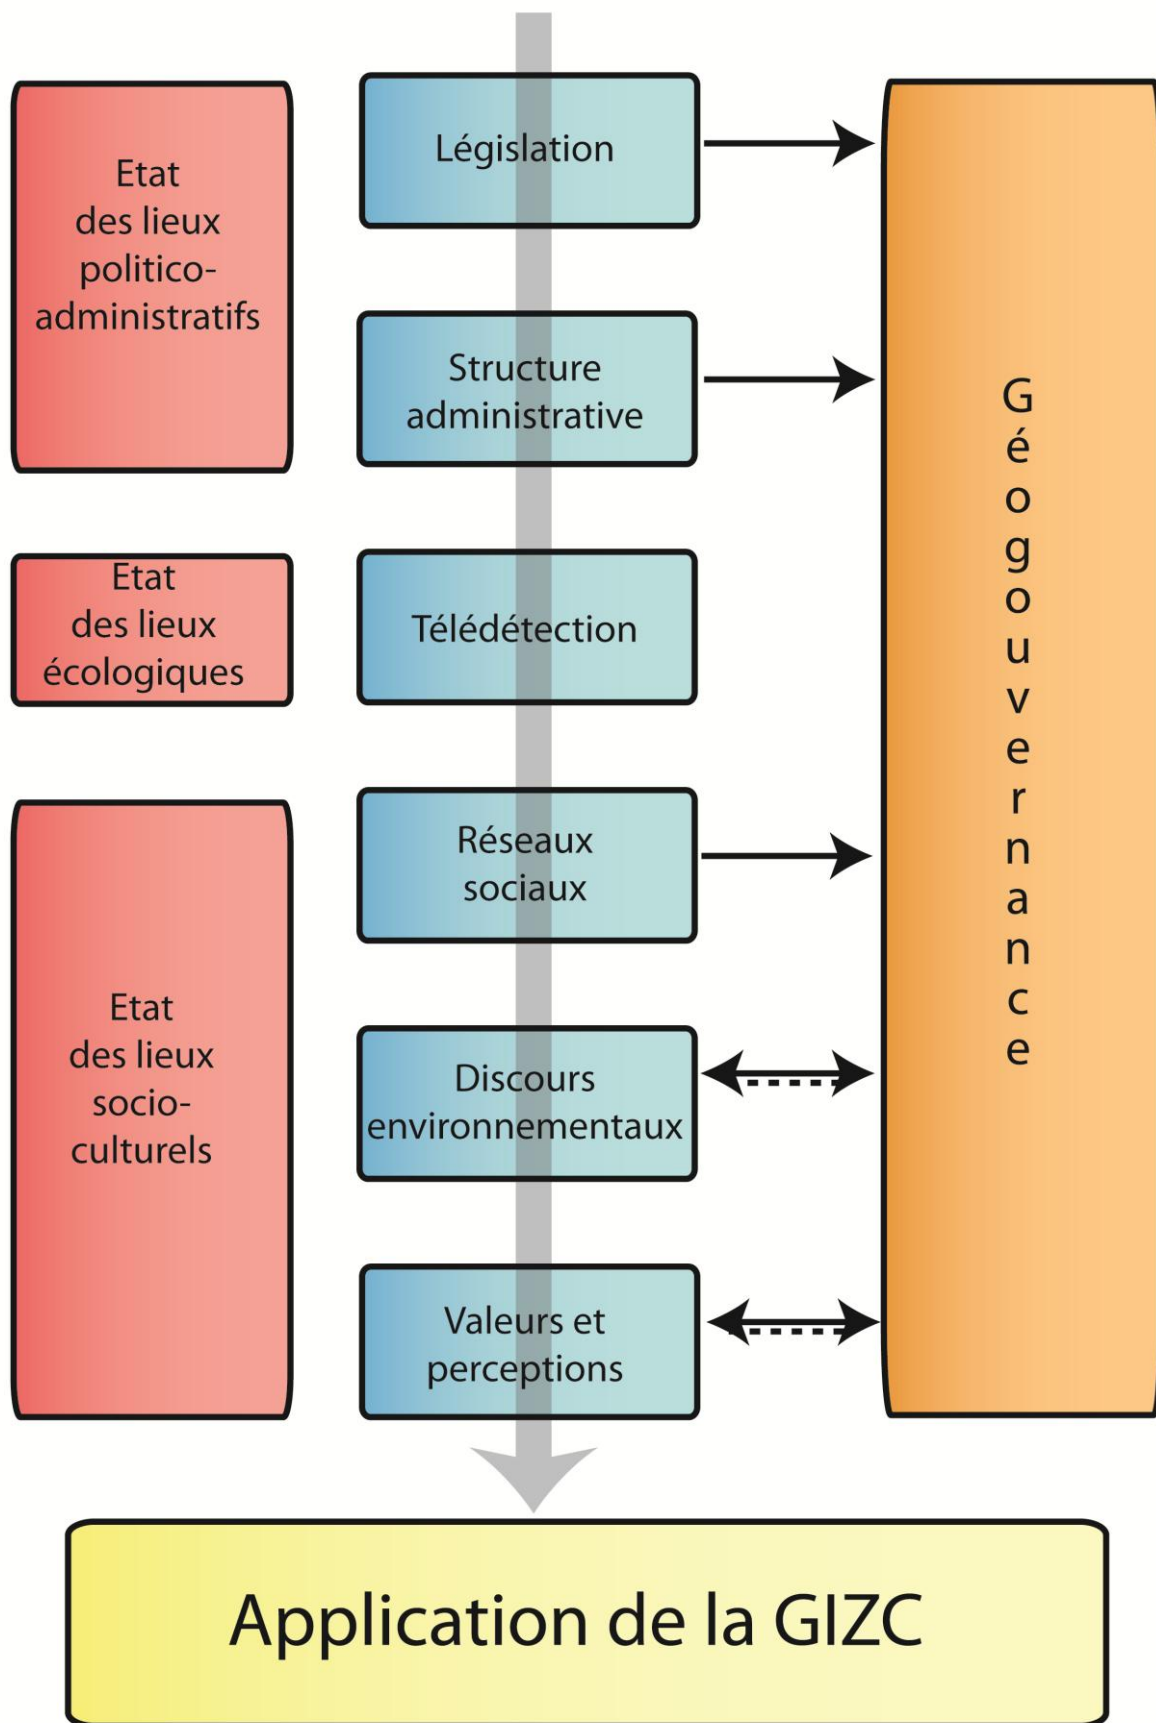 Etat
des lieux
politico-
administratifs
Législation
Structure
administrative
Etat
des lieux
écologiques
Télédétection
Etat
des lieux
socio-
culturels
Réseaux
sociaux
Discours
environnementaux
Valeurs et
perceptions
Géogouvernance
Application de la GIZC